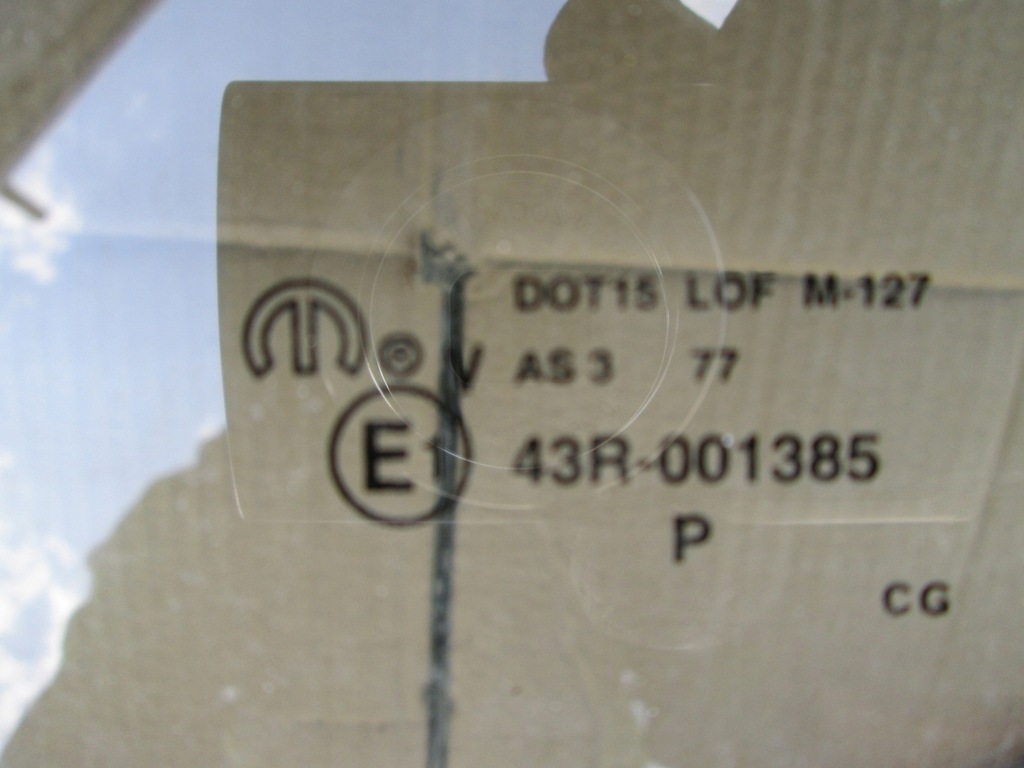 DOT15 LOF M-127
V AS 3 77
E1 43R-001385
P
CG